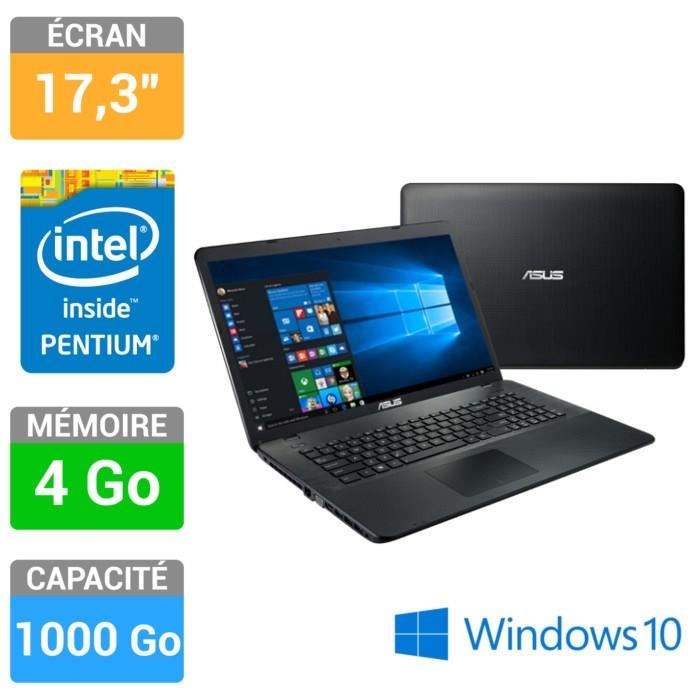 ÉCRAN
17,3"
intel®
inside™
PENTIUM®
MÉMOIRE
4 Go
CAPACITÉ
1000 Go
ASUS
ASUS
Windows 10